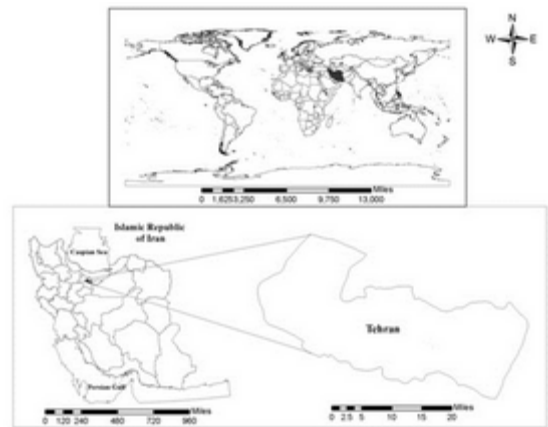 N
W E
S
Miles
0 1,6253,250 6,500 9,750 13,000
Islamic Republic
of Iran
Caspian Sea
Tehran
Persian Gulf
Miles
0 120 240 480 720 960
Miles
0 2.5 5 10 15 20